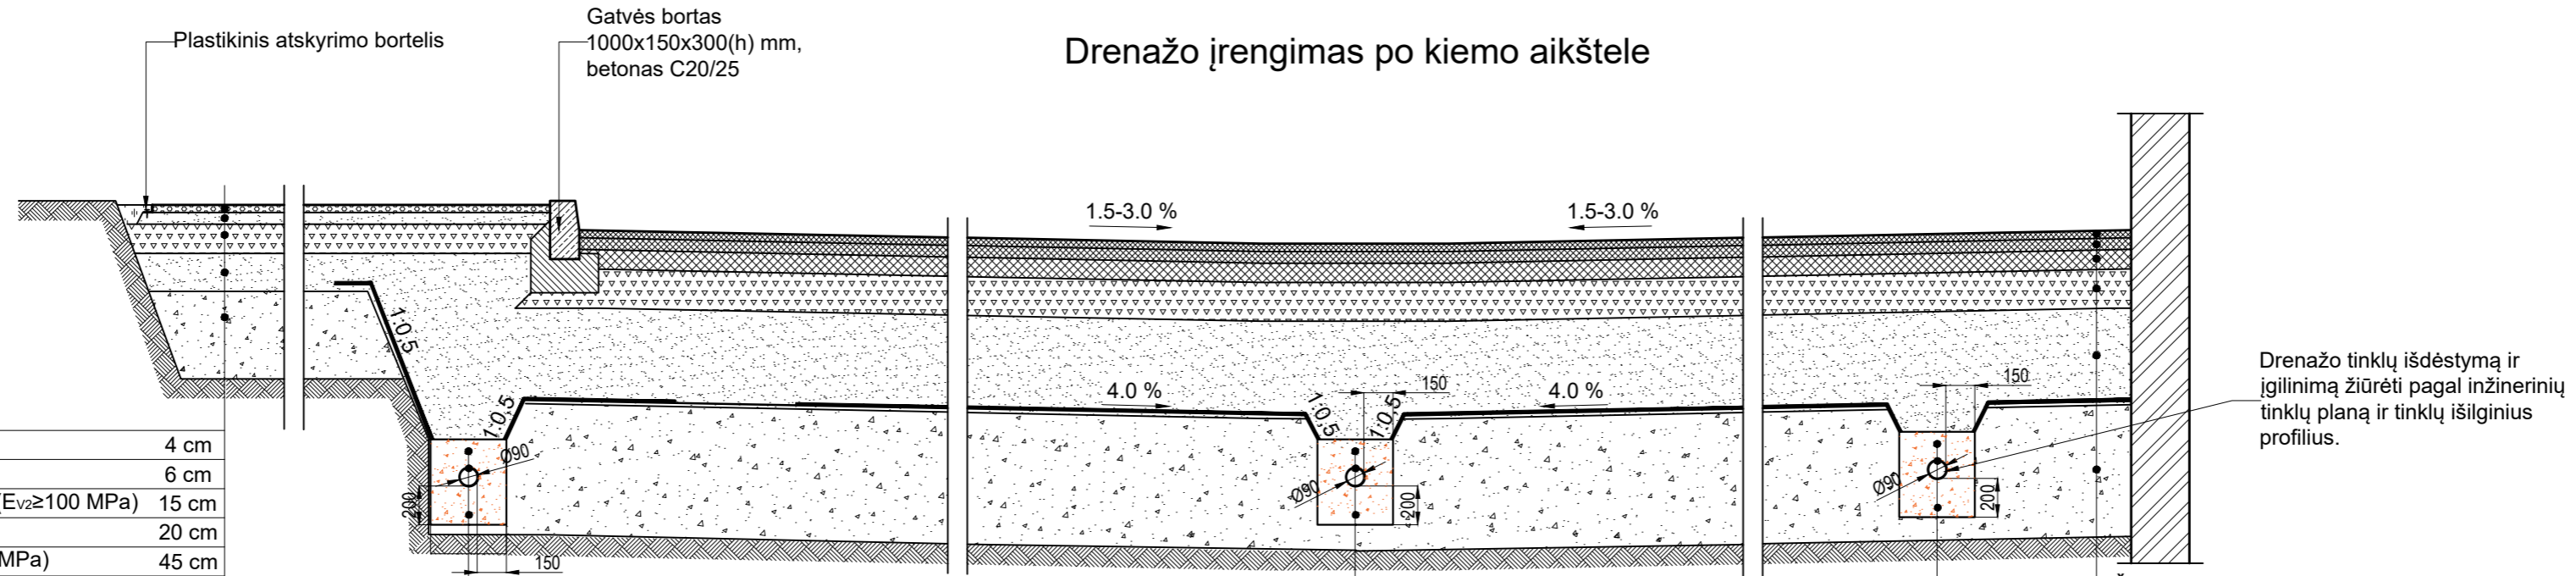 Plastikinis atskyrimo bortelis
Gatvės bortas
1000x150x300(h) mm,
betonas C20/25
Drenažo įrengimas po kiemo aikštele
1.5-3.0 %
1.5-3.0 %
1:0,5
1:0,5
Ø90
200
150
4.0 %
150
4.0 %
1:0,5
1:0,5
Ø90
200
150
Ø90
200
Drenažo tinklų išdėstymą ir
įgilinimą žiūrėti pagal inžinerinių
tinklų planą ir tinklų išilginius
profilius.
4 cm
6 cm
(EV2≥100 MPa) 15 cm
20 cm
MPa) 45 cm